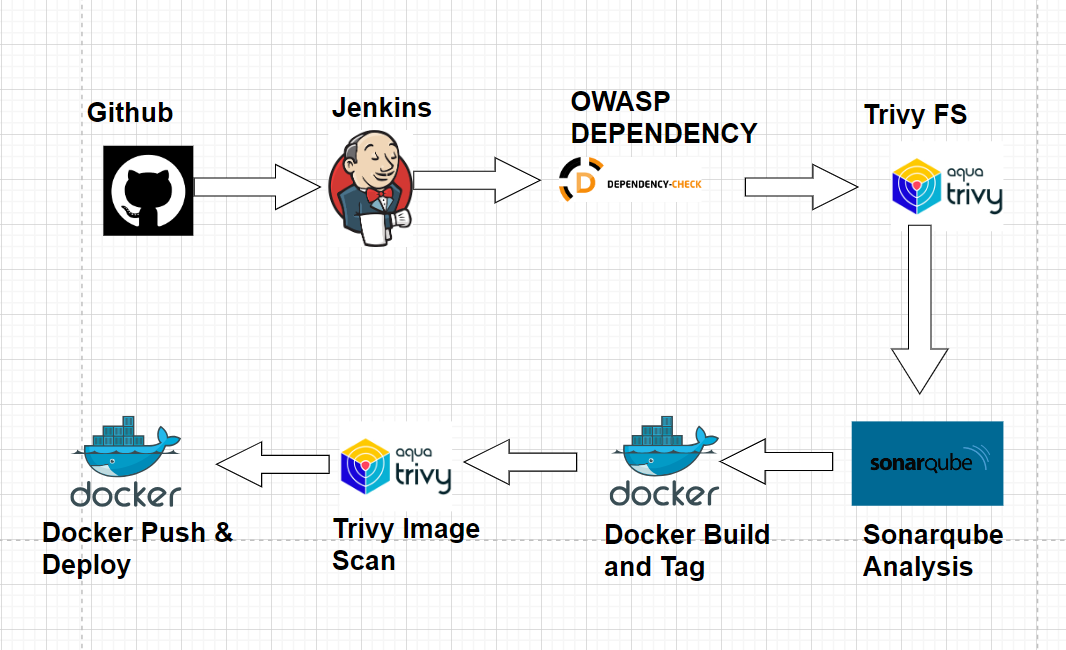 Github
Jenkins
OWASP
DEPENDENCY
D
DEPENDENCY-CHECK
Trivy FS
aqua
trivy
sonarqube
Sonarqube
Analysis
docker
Docker Build
and Tag
aqua
trivy
Trivy Image
Scan
docker
Docker Push &
Deploy